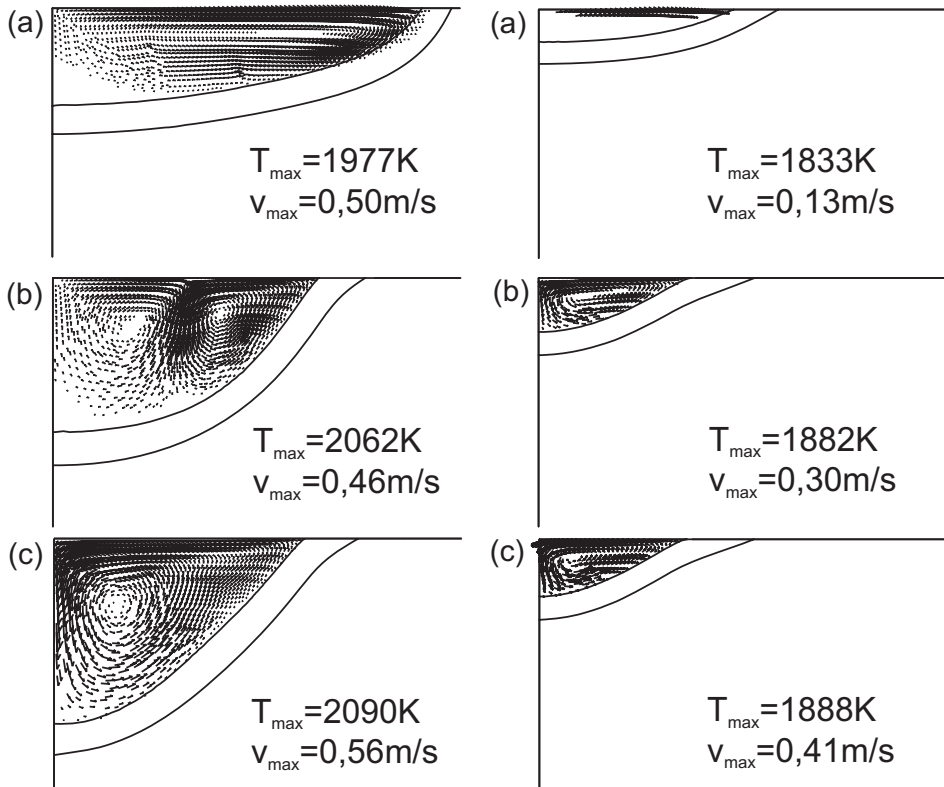 (a)
T_max=1977K
v_max=0,50m/s
(a)
T_max=1833K
v_max=0,13m/s
(b)
T_max=2062K
v_max=0,46m/s
(b)
T_max=1882K
v_max=0,30m/s
(c)
T_max=2090K
v_max=0,56m/s
(c)
T_max=1888K
v_max=0,41m/s